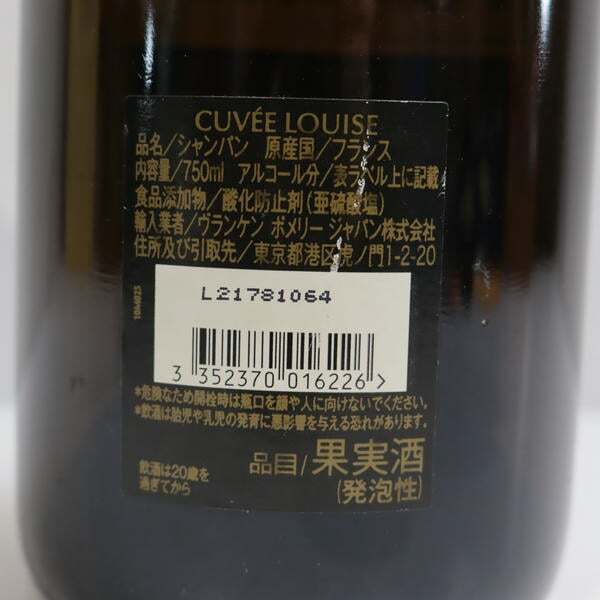 CUVÉE LOUISE
品名/シャンパン 原産国/フランス
内容量/750ml アルコール分/表ラベル上に記載
食品添加物/酸化防止剤(亜硫酸塩)
輸入業者/ヴランケン ポメリー ジャパン株式会社
住所及び引取先/東京都港区虎ノ門1-2-20
L21781064
3 352370 016226>
*危険なため開栓時は瓶口を顔や人に向けないでください。
*飲酒は胎児や乳児の発育に悪影響を与える恐れがあります。
品目/果実酒
(発泡性)
飲酒は20歳を
過ぎてから